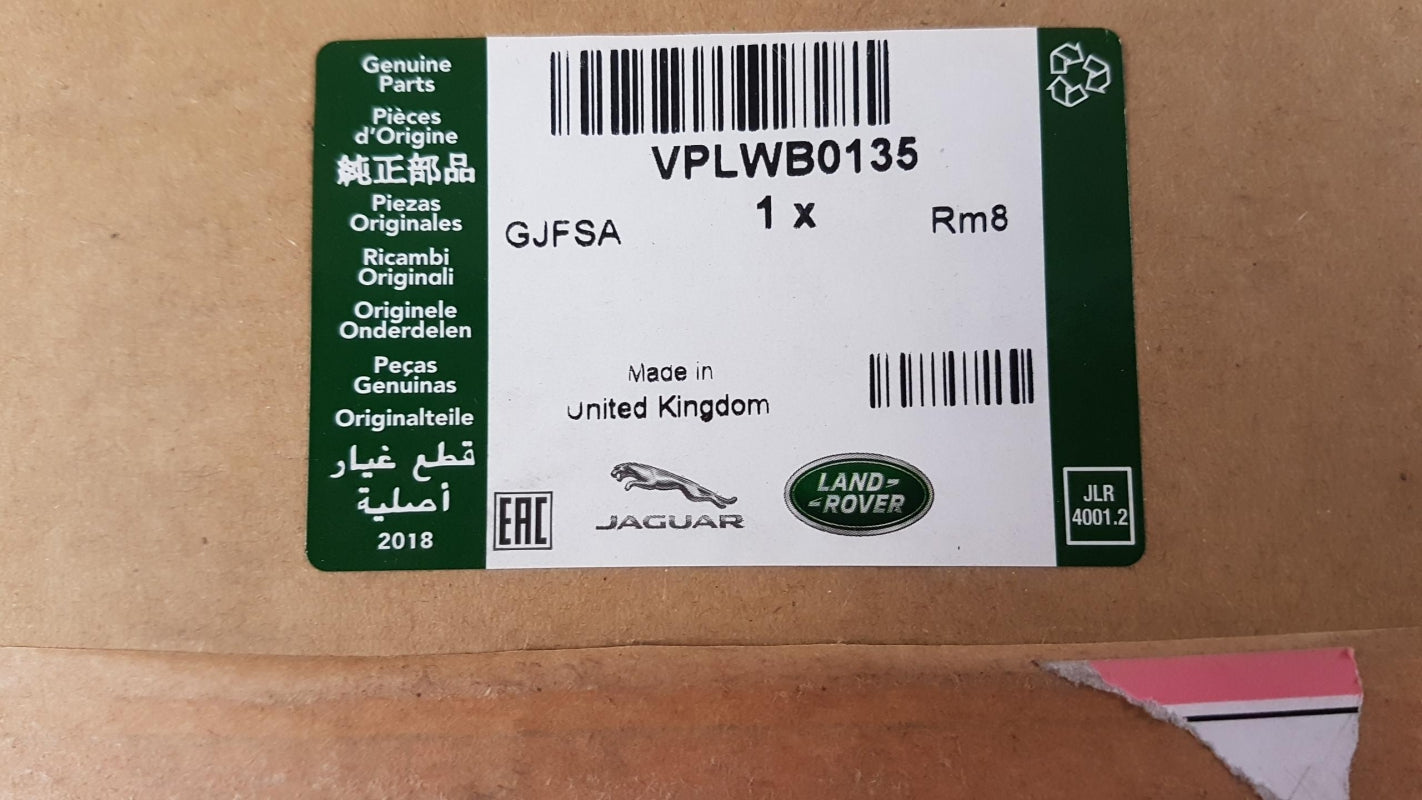 Genuine
Parts
Pièces
d'Origine
純正部品
Piezas
Originales
Ricambi
Originali
Originele
Onderdelen
Peças
Genuinas
Originalteile
قطع غيار
أصلية
2018
VPLWB0135
1 x
GJFSA
Rm8
Made in
United Kingdom
EAC
JAGUAR
LAND-
-ROVER
JLR
4001.2